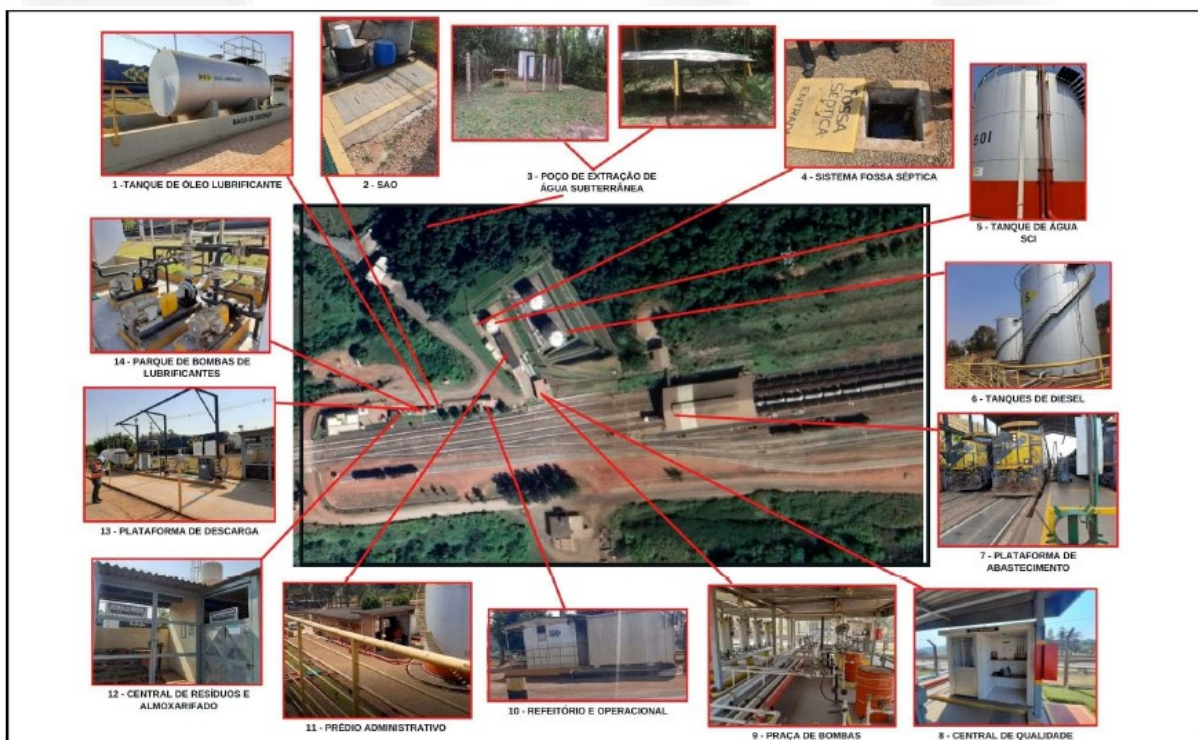 1 -TANQUE DE ÓLEO LUBRIFICANTE
2 - SAO
3 - POÇO DE EXTRAÇÃO DE
ÁGUA SUBTERRÂNEA
4 - SISTEMA FOSSA SÉPTICA
FOSSA
SÉPTICA
ENTRADA
501
5 - TANQUE DE ÁGUA
SCI
6 - TANQUES DE DIESEL
7 - PLATAFORMA DE
ABASTECIMENTO
8 - CENTRAL DE QUALIDADE
9 - PRAÇA DE BOMBAS
10 - REFEITÓRIO E OPERACIONAL
11 - PRÉDIO ADMINISTRATIVO
12 - CENTRAL DE RESÍDUOS E
ALMOXARIFADO
13 - PLATAFORMA DE DESCARGA
14 - PARQUE DE BOMBAS DE
LUBRIFICANTES